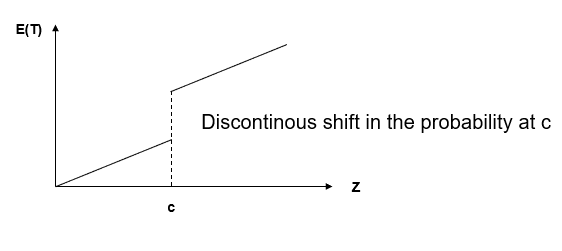 E(T)
Discontinous shift in the probability at c
Z
c